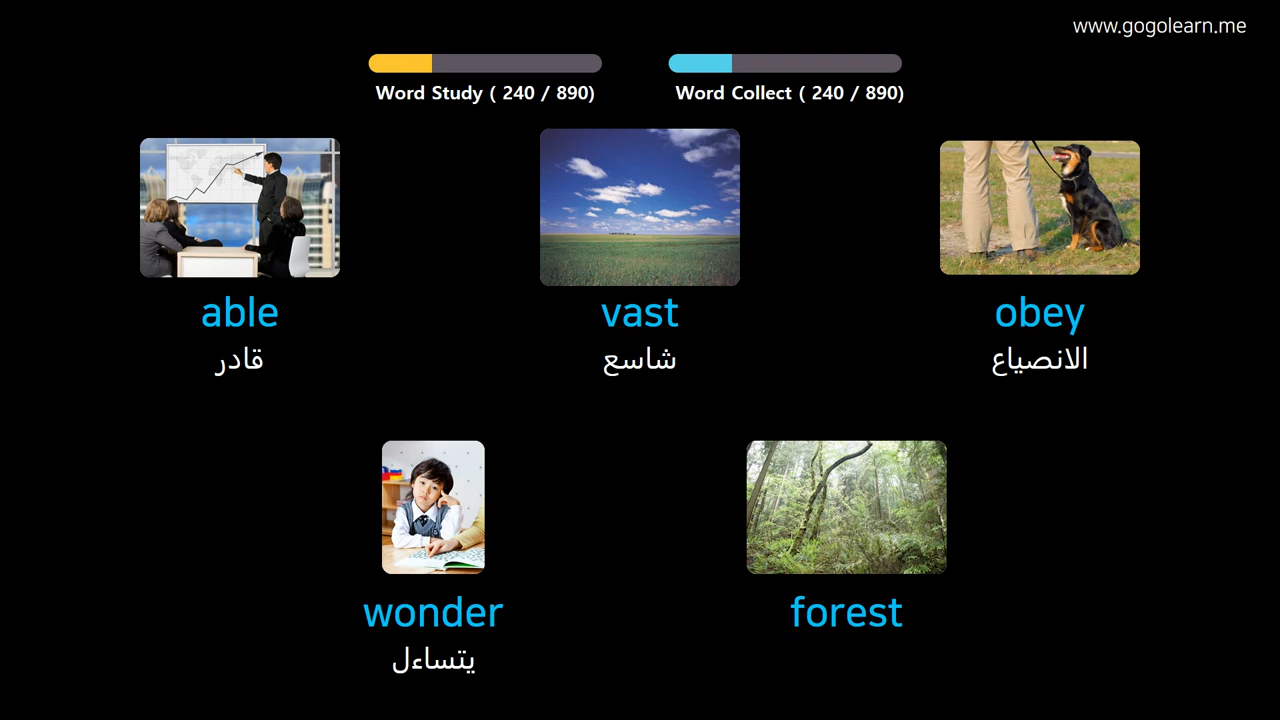 www.gogolearn.me
Word Study ( 240 / 890)
Word Collect ( 240 / 890)
able
قادر
vast
شاسع
obey
الانصياع
wonder
يتساءل
forest